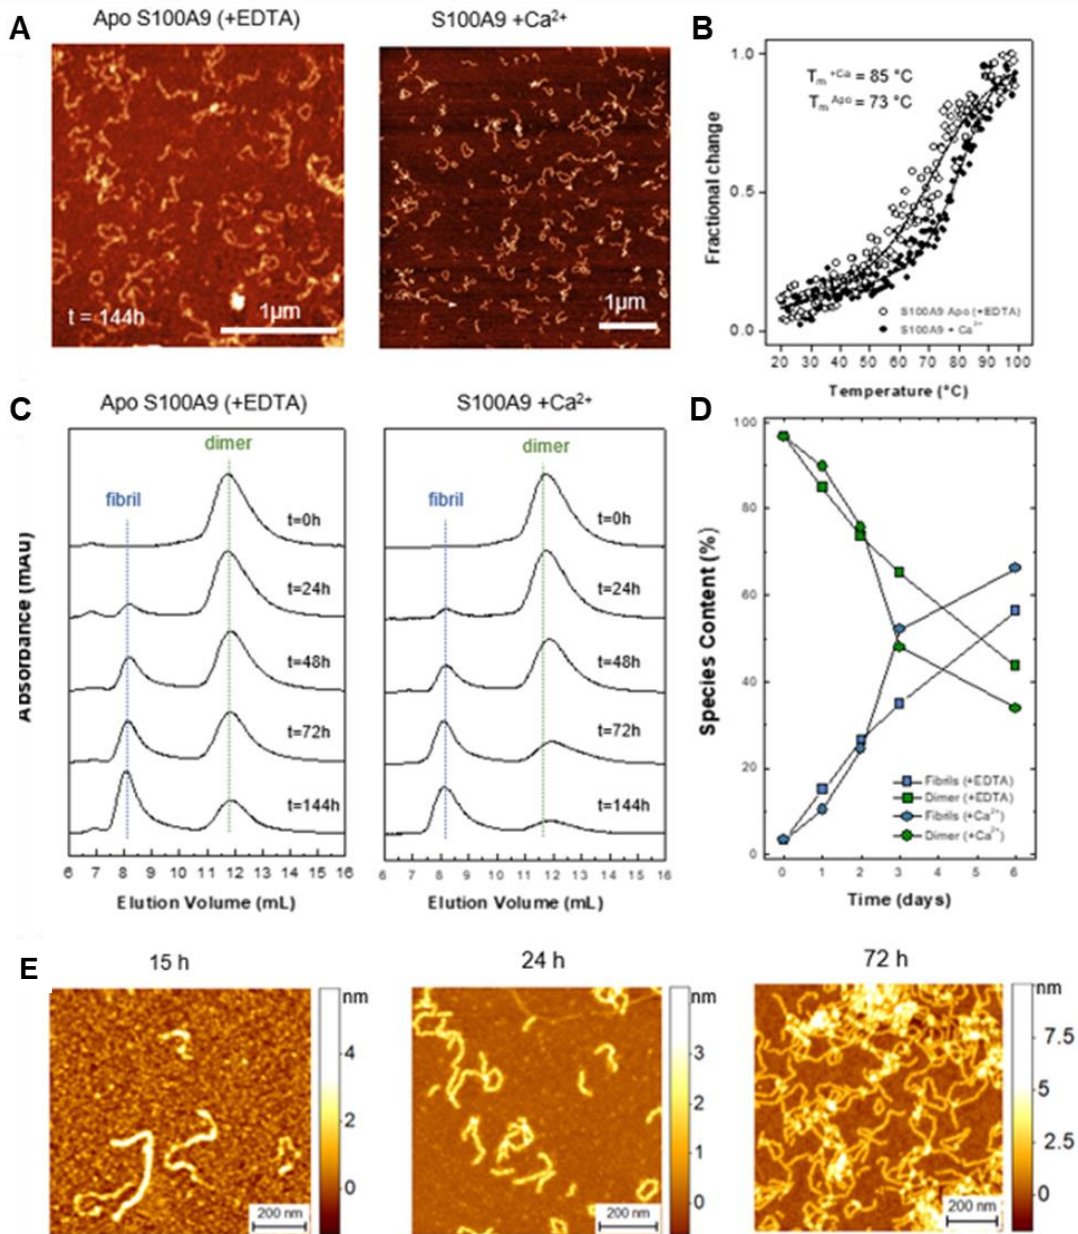 A
Apo S100A9 (+EDTA)
S100A9 +Ca²⁺
t = 144h
1μm
1μm
B
Fractional change
1.0
0.5
0.0
Tm +Ca = 85 °C
Tm Apo = 73 °C
S100A9 Apo (+EDTA)
S100A9 + Ca²⁺
20 30 40 50 60 70 80 90 100
Temperature (°C)
C
Apo S100A9 (+EDTA)
S100A9 +Ca²⁺
Absorbance (mAu)
dimer
fibril
t=0h
t=24h
t=48h
t=72h
t=144h
6 7 8 9 10 11 12 13 14 15 16
Elution Volume (mL)
dimer
fibril
t=0h
t=24h
t=48h
t=72h
t=144h
6 7 8 9 10 11 12 13 14 15 16
Elution Volume (mL)
D
Species Content (%)
100
80
60
40
20
0
Fibrils (+EDTA)
Dimer (+EDTA)
Fibrils (+Ca²⁺)
Dimer (+Ca²⁺)
0 1 2 3 4 5 6
Time (days)
E
15 h
nm
4
2
0
200 nm
24 h
nm
3
2
1
0
200 nm
72 h
nm
7.5
5
2.5
0
200 nm